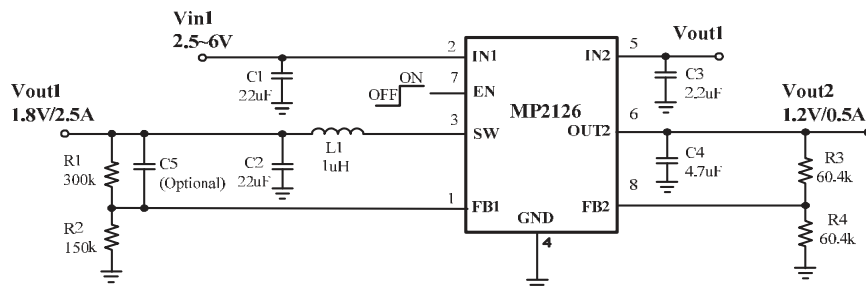 Vin1
2.5~6V
Vout1
1.8V/2.5A
C1
22uF
ON
OFF
2
IN1
7
EN
3
SW
L1
1uH
R1
300k
C5
(Optional)
C2
22uF
1
FB1
R2
150k
MP2126
GND
4
5
IN2
Vout1
C3
2.2uF
Vout2
1.2V/0.5A
6
OUT2
C4
4.7uF
R3
60.4k
8
FB2
R4
60.4k